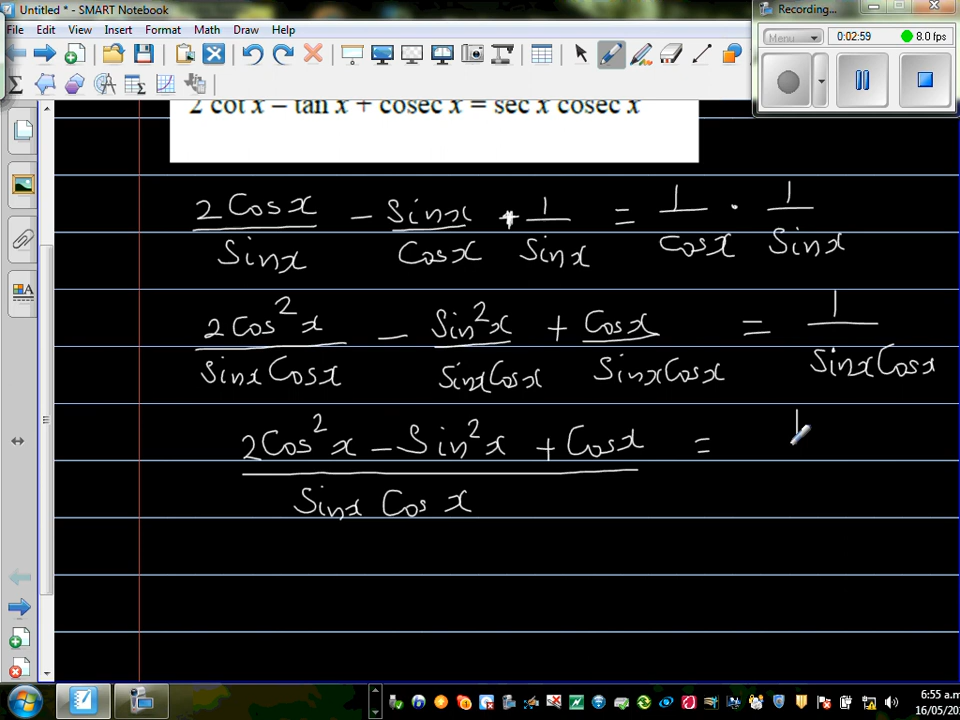 Untitled * - SMART Notebook
Recording...
File Edit View Insert Format Math Draw Help
Menu
0:02:59
8.0 fps
2 cot x – tan x + cosec x = sec x cosec x
2Cosx/Sinx - Sinx/Cosx + 1/Sinx = 1/Cosx · 1/Sinx
2Cos²x/SinxCosx - Sin²x/SinxCosx + Cosx/SinxCosx = 1/SinxCosx
(2Cos²x - Sin²x + Cosx)/Sinx Cosx = 1
6:55 a.m
16/05/20